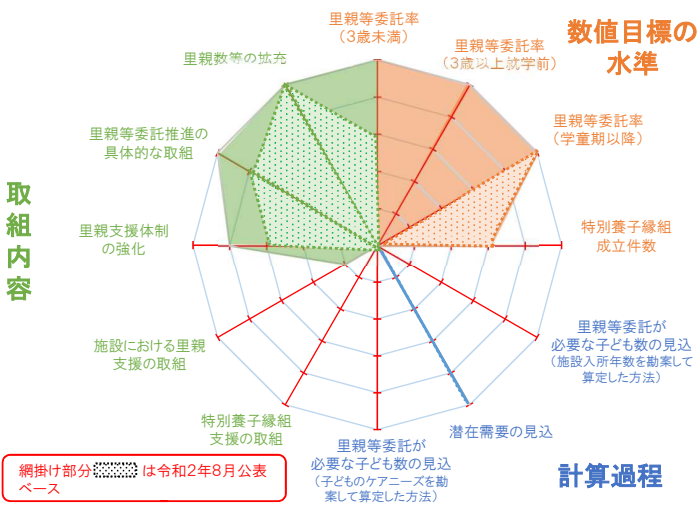 里親等委託率
（3歳未満）
数値目標の
水準
里親等委託率
（3歳以上就学前）
里親数等の拡充
里親等委託率
（学童期以降）
里親等委託推進の
具体的な取組
取組内容
里親支援体制
の強化
特別養子縁組
成立件数
里親等委託が
必要な子ども数の見込
（施設入所年数を勘案して
算定した方法）
施設における里親
支援の取組
特別養子縁組
支援の取組
潜在需要の見込
里親等委託が
必要な子ども数の見込
（子どものケアニーズを勘
案して算定した方法）
計算過程
網掛け部分 は令和2年8月公表
ベース